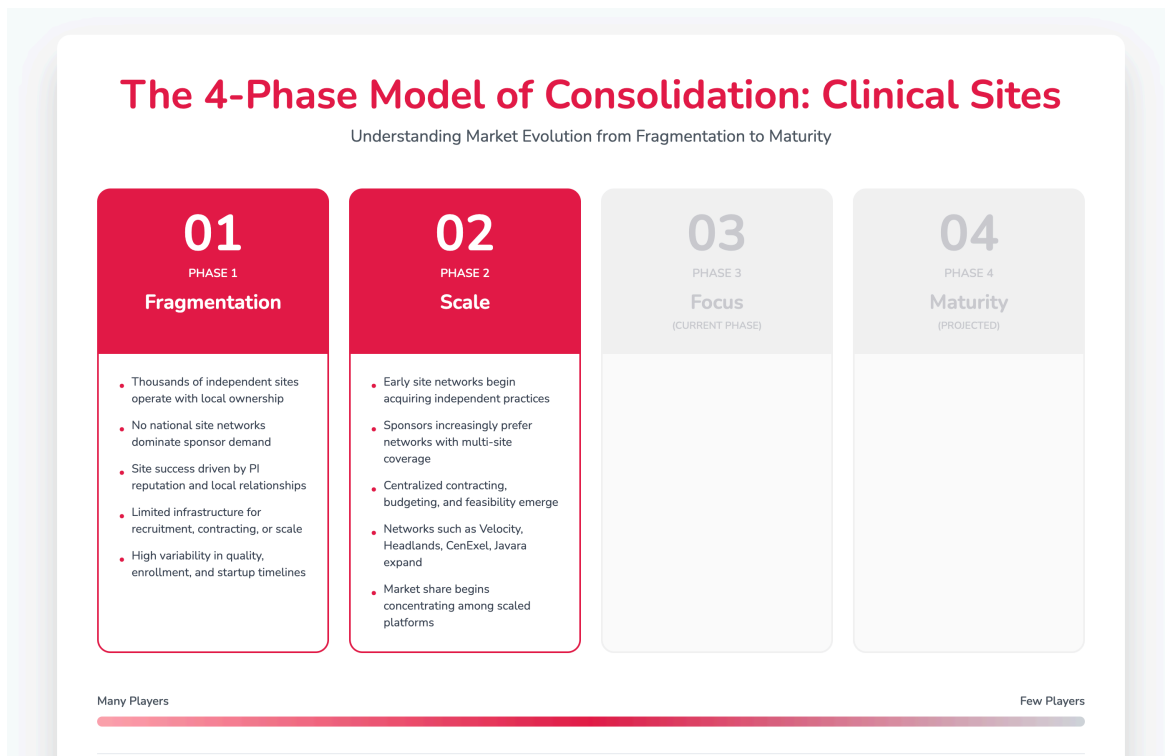 The 4-Phase Model of Consolidation: Clinical Sites
Understanding Market Evolution from Fragmentation to Maturity
01
PHASE 1
Fragmentation
Thousands of independent sites
operate with local ownership
No national site networks
dominate sponsor demand
Site success driven by PI
reputation and local relationships
Limited infrastructure for
recruitment, contracting, or scale
High variability in quality,
enrollment, and startup timelines
02
PHASE 2
Scale
Early site networks begin
acquiring independent practices
Sponsors increasingly prefer
networks with multi-site
coverage
Centralized contracting,
budgeting, and feasibility emerge
Networks such as Velocity,
Headlands, CenExel, Javara
expand
Market share begins
concentrating among scaled
platforms
03
PHASE 3
Focus
(CURRENT PHASE)
04
PHASE 4
Maturity
(PROJECTED)
Many Players
Few Players